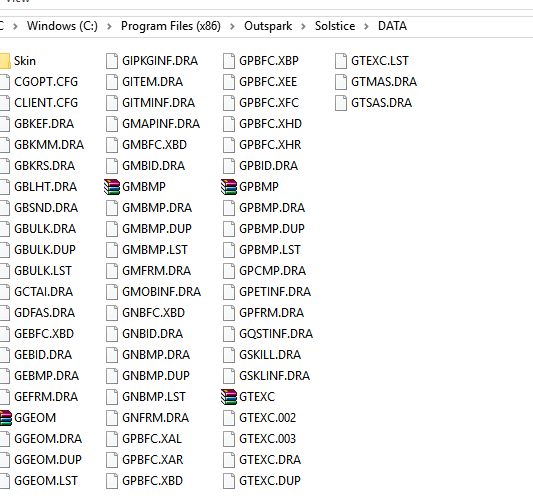 View
C > Windows (C:) > Program Files (x86) > Outspark > Solstice > DATA
Skin
CGOPT.CFG
CLIENT.CFG
GBKEF.DRA
GBKMM.DRA
GBKRS.DRA
GBLHT.DRA
GBSND.DRA
GBULK.DRA
GBULK.DUP
GBULK.LST
GCTAI.DRA
GDFAS.DRA
GEBFC.XBD
GEBID.DRA
GEBMP.DRA
GEFRM.DRA
GGEOM
GGEOM.DRA
GGEOM.DUP
GGEOM.LST
GIPKGINF.DRA
GITEM.DRA
GITMINF.DRA
GMAPINF.DRA
GMBFC.XBD
GMBID.DRA
GMBMP
GMBMP.DRA
GMBMP.DUP
GMBMP.LST
GMFRM.DRA
GMOBINF.DRA
GNBFC.XBD
GNBID.DRA
GNBMP.DRA
GNBMP.DUP
GNBMP.LST
GNFRM.DRA
GPBFC.XAL
GPBFC.XAR
GPBFC.XBD
GPBFC.XBP
GPBFC.XEE
GPBFC.XFC
GPBFC.XHD
GPBFC.XHR
GPBID.DRA
GPBMP
GPBMP.DRA
GPBMP.DUP
GPBMP.LST
GPCMP.DRA
GPETINF.DRA
GPFRM.DRA
GQSTINF.DRA
GSKILL.DRA
GSKLINF.DRA
GTEXC
GTEXC.002
GTEXC.003
GTEXC.DRA
GTEXC.DUP
GTEXC.LST
GTMAS.DRA
GTSAS.DRA